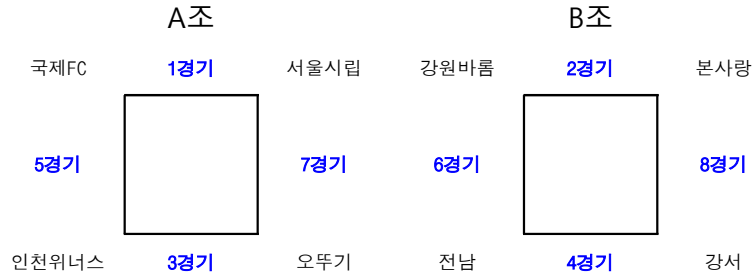 A조 B조
국제FC 1경기 서울시립 강원바롬 2경기 본사랑
5경기 7경기 6경기 8경기
인천위너스 3경기 오뚜기 전남 4경기 강서